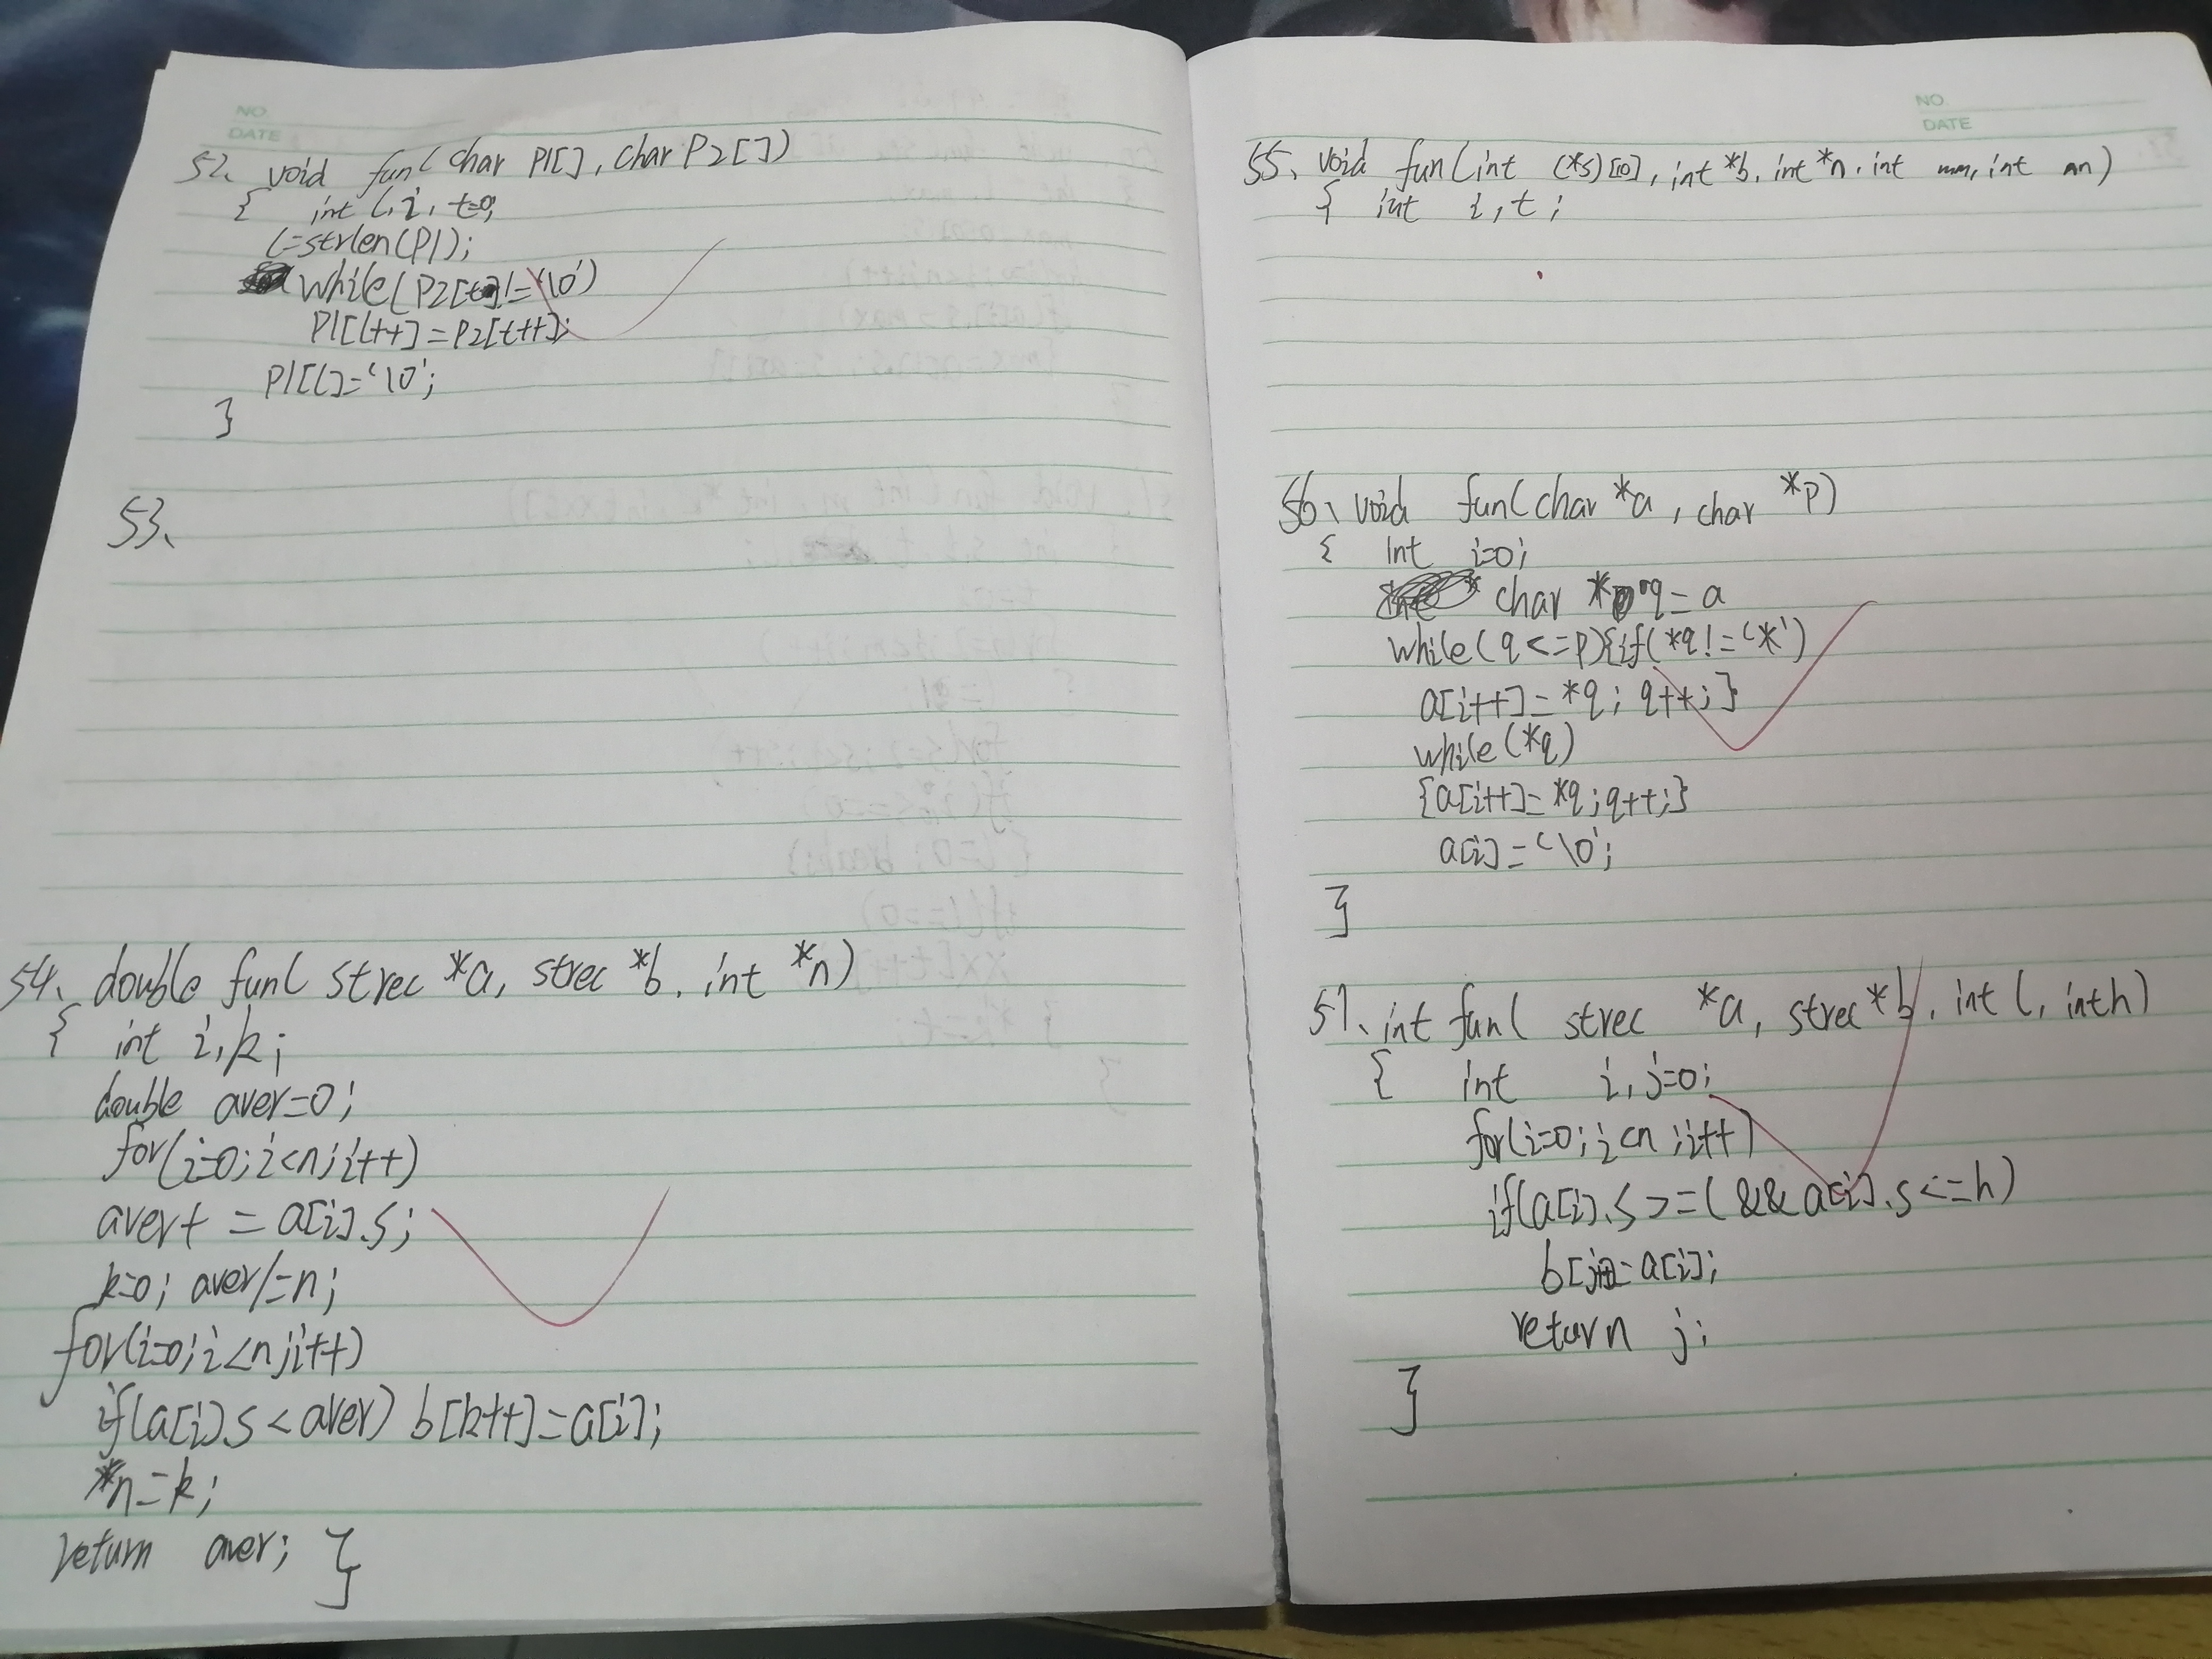 NO.
DATE
52、void fun(char P1[], char P2[])
{ int l, i, t=0;
l=strlen(P1);
while(P2[t]!='\0')
P1[l++]=P2[t++];
P1[l]='\0';
}
53、
54、double fun( strec *a, strec *b, int *n)
{ int i,k;
double aver=0;
for(i=0;i<n;i++)
aver+ = a[i].s;
k=0; aver/=n;
for(i=0;i<n;i++)
if(a[i].s < aver) b[k++]=a[i];
*n=k;
return aver; }
NO.
DATE
55、void fun(int (*s)[10], int *b, int *n, int mm, int nn)
{ int i,t;
56、void fun(char *a, char *p)
{ int i=0;
char *q=a
while(q<=p){if(*q!='*')
a[i++]=*q; q++;}
while(*q)
{a[i++]=*q;q++;}
a[i]='\0';
}
57、int fun( strec *a, strec*b, int l, int h)
{ int i,j=0;
for(i=0;i<n;i++)
if(a[i].s>=l &&a[i].s<=h)
=a[i];
return j;
}